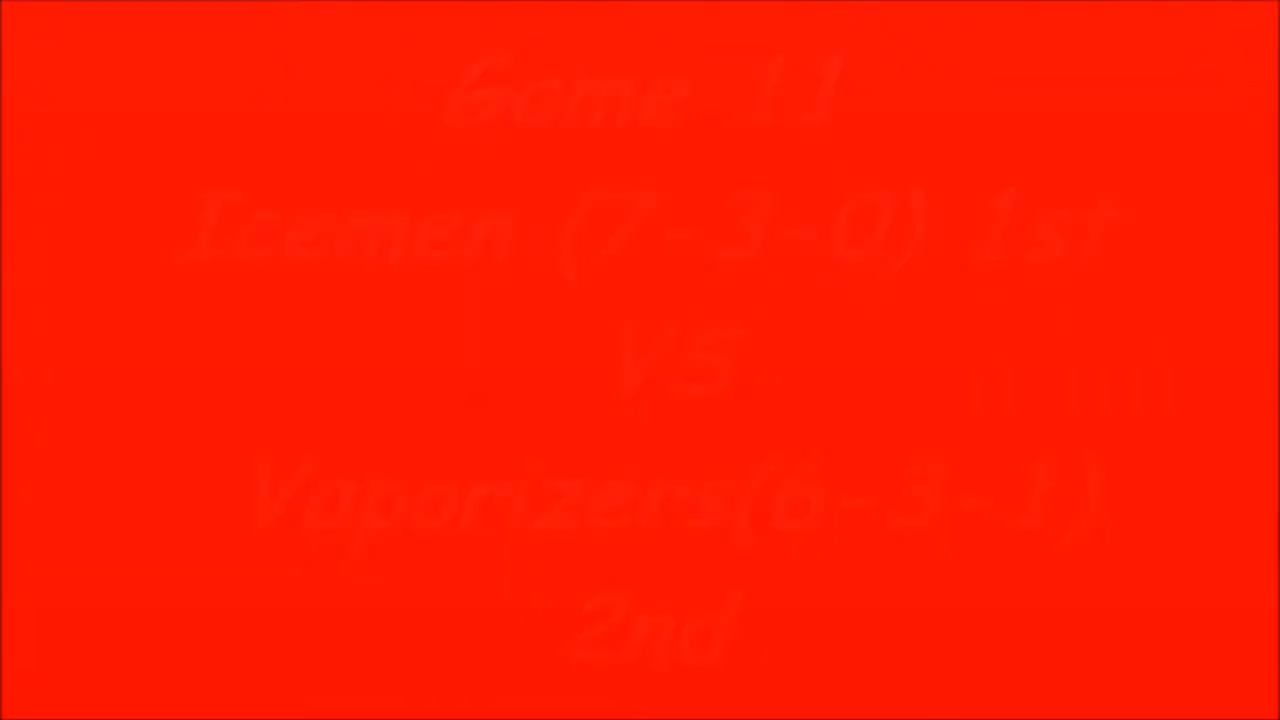 Game 11
Icemen (7-3-0) 1st
VS
Vaporizers(6-3-1)
2nd